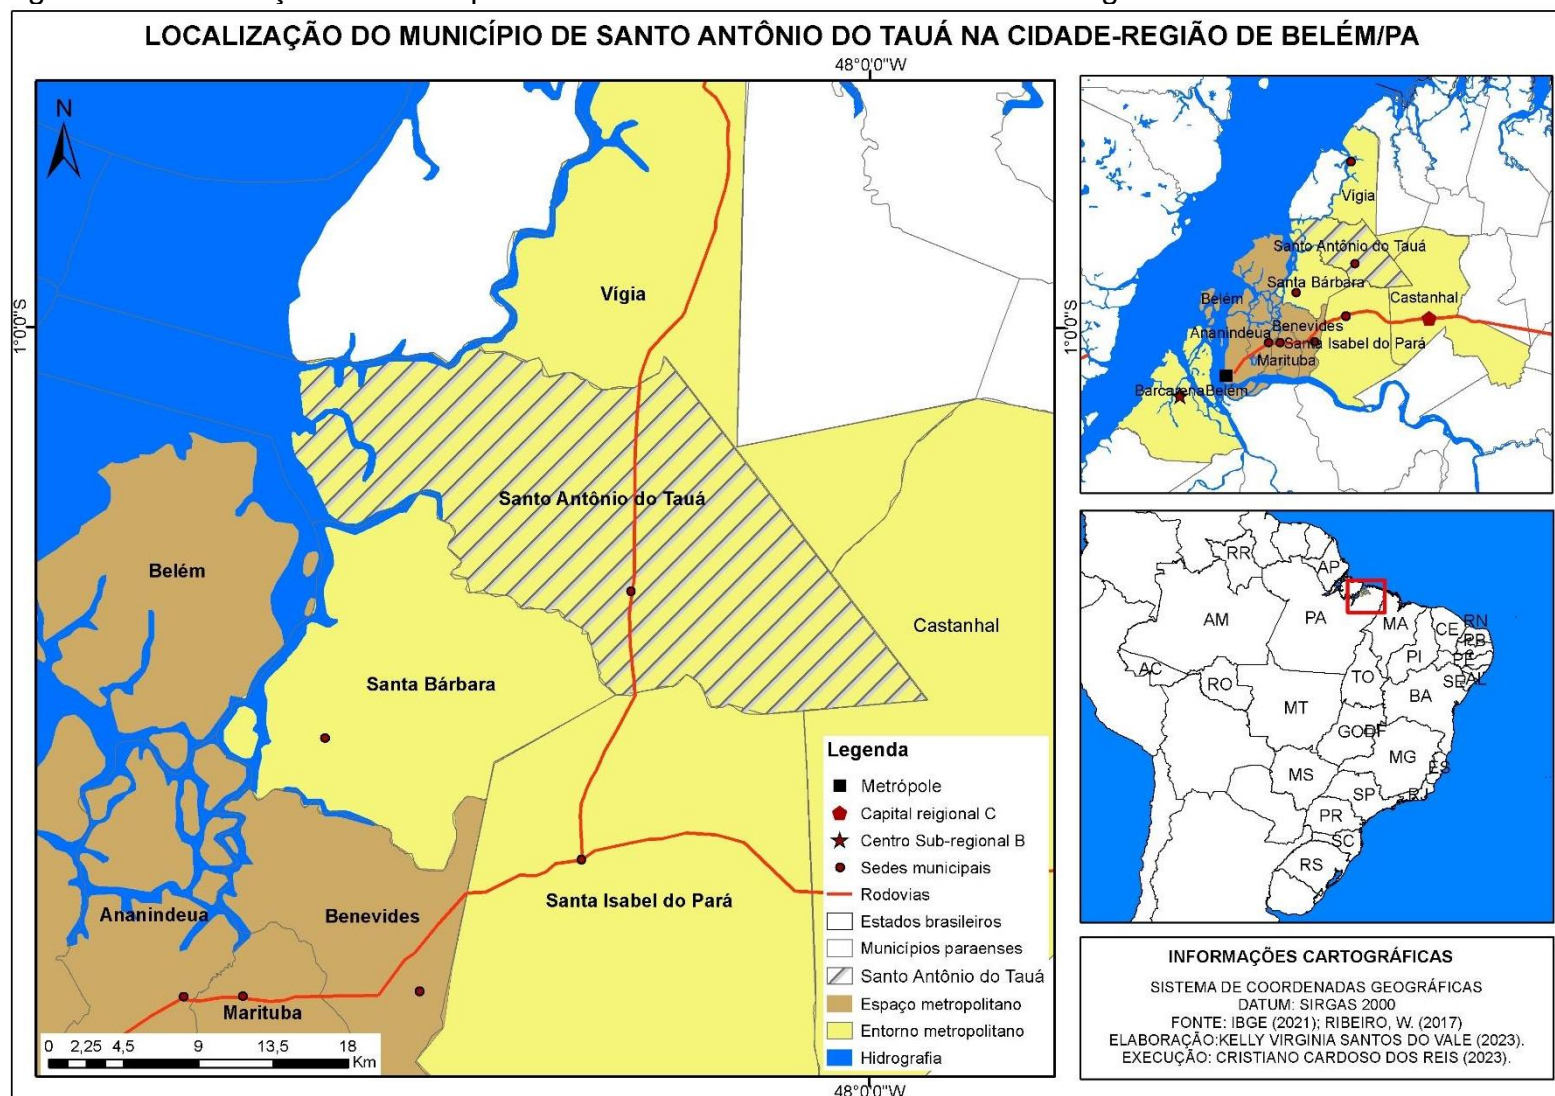 LOCALIZAÇÃO DO MUNICÍPIO DE SANTO ANTÔNIO DO TAUÁ NA CIDADE-REGIÃO DE BELÉM/PA
48°0'0"W
N
1°0'0"S
Vígia
Santo Antônio do Tauá
Belém
Castanhal
Santa Bárbara
Ananindeua
Benevides
Santa Isabel do Pará
Marituba
0 2,25 4,5 9 13,5 18
Km
48°0'0"W
Legenda
Metrópole
Capital reigional C
Centro Sub-regional B
Sedes municipais
Rodovias
Estados brasileiros
Municípios paraenses
Santo Antônio do Tauá
Espaço metropolitano
Entorno metropolitano
Hidrografia
1°0'0"S
Vígia
Santo Antônio do Tauá
Santa Bárbara
Belém
Castanhal
Benevides
Ananindeua
Santa Isabel do Pará
Marituba
Barcarena
Belém
RR
AP
AM
PA
MA
CE
RN
PB
PI
PE
AC
TO
AL
RO
SE
BA
MT
GO
DF
MG
MS
ES
SP
RJ
PR
SC
RS
INFORMAÇÕES CARTOGRÁFICAS
SISTEMA DE COORDENADAS GEOGRÁFICAS
DATUM: SIRGAS 2000
FONTE: IBGE (2021); RIBEIRO, W. (2017)
ELABORAÇÃO:KELLY VIRGINIA SANTOS DO VALE (2023).
EXECUÇÃO: CRISTIANO CARDOSO DOS REIS (2023).